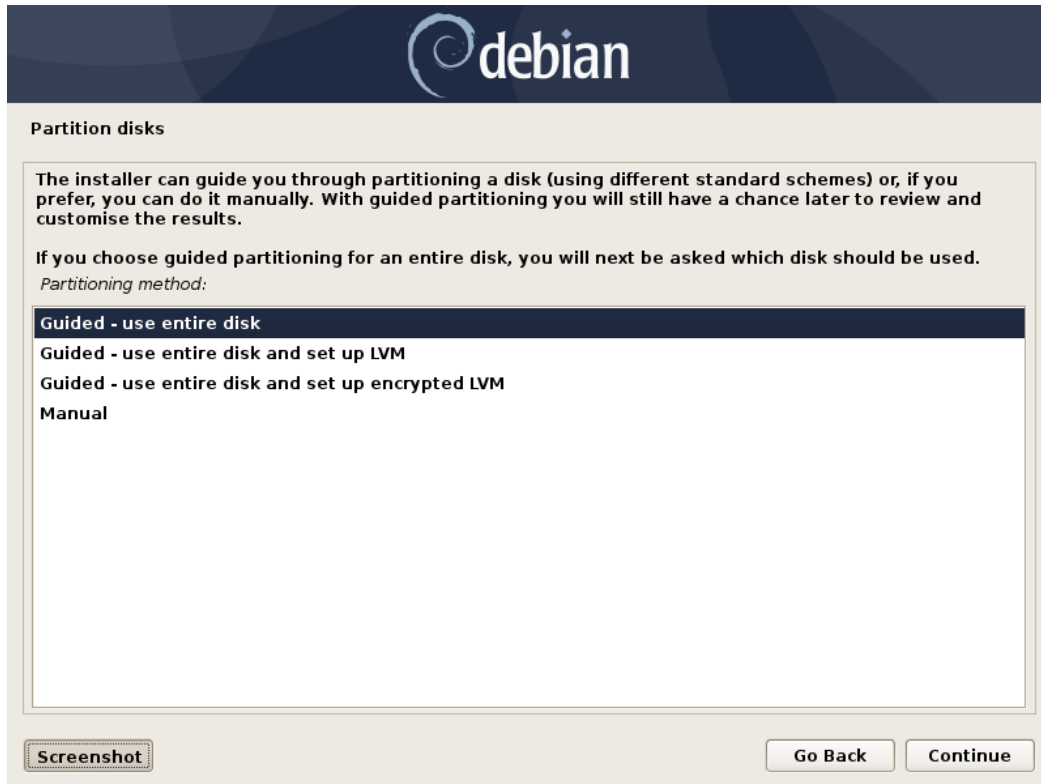 debian
Partition disks
The installer can guide you through partitioning a disk (using different standard schemes) or, if you
prefer, you can do it manually. With guided partitioning you will still have a chance later to review and
customise the results.
If you choose guided partitioning for an entire disk, you will next be asked which disk should be used.
Partitioning method:
Guided - use entire disk
Guided - use entire disk and set up LVM
Guided - use entire disk and set up encrypted LVM
Manual
Screenshot
Go Back
Continue